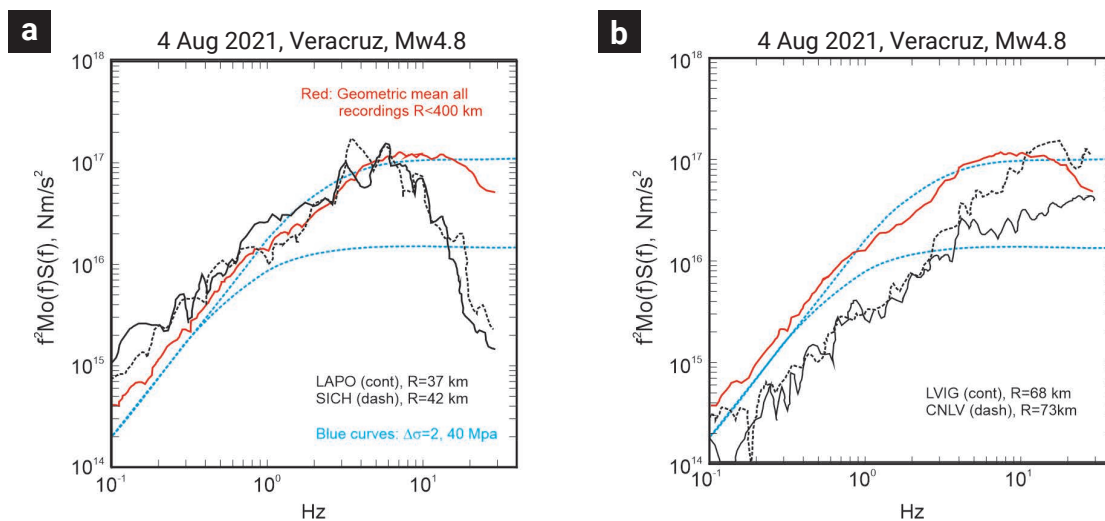 a
4 Aug 2021, Veracruz, Mw4.8
10^18
10^17
10^16
10^15
10^14
f²Mo(f)S(f), Nm/s²
Red: Geometric mean all
recordings R<400 km
LAPO (cont), R=37 km
SICH (dash), R=42 km
Blue curves: Δσ=2, 40 Mpa
10^-1
10^0
10^1
Hz
b
4 Aug 2021, Veracruz, Mw4.8
10^18
10^17
10^16
10^15
10^14
f²Mo(f)S(f), Nm/s²
LVIG (cont), R=68 km
CNLV (dash), R=73km
10^-1
10^0
10^1
Hz